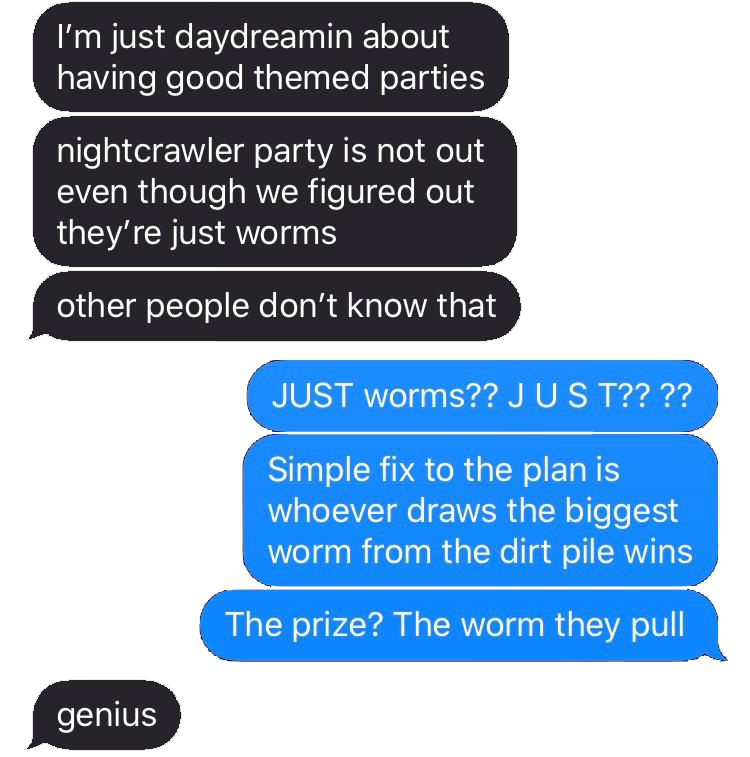 I’m just daydreamin about
having good themed parties
nightcrawler party is not out
even though we figured out
they’re just worms
other people don’t know that
JUST worms?? J U S T?? ??
Simple fix to the plan is
whoever draws the biggest
worm from the dirt pile wins
The prize? The worm they pull
genius